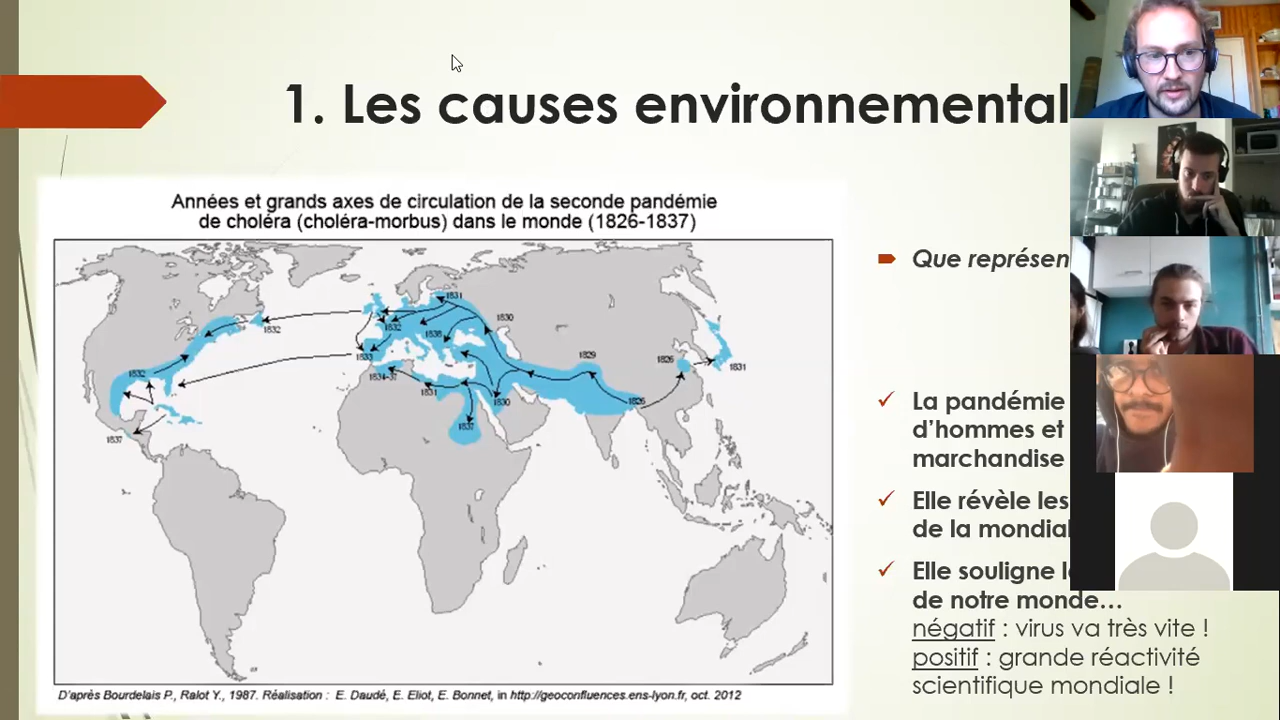 1. Les causes environnemental
Années et grands axes de circulation de la seconde pandémie
de choléra (choléra-morbus) dans le monde (1826-1837)
Que représen
1831
1830
1832
1832
1838
1833
1829
1826
1831
1832
1831
1830
1826
1837
1837
La pandémie
d'hommes et
marchandise
Elle révèle les
de la mondial
Elle souligne
de notre monde…
négatif : virus va très vite !
positif : grande réactivité
scientifique mondiale !
D'après Bourdelais P., Ralot Y., 1987. Réalisation : E. Daudé, E. Eliot, E. Bonnet, in http://geoconfluences.ens-lyon.fr, oct. 2012